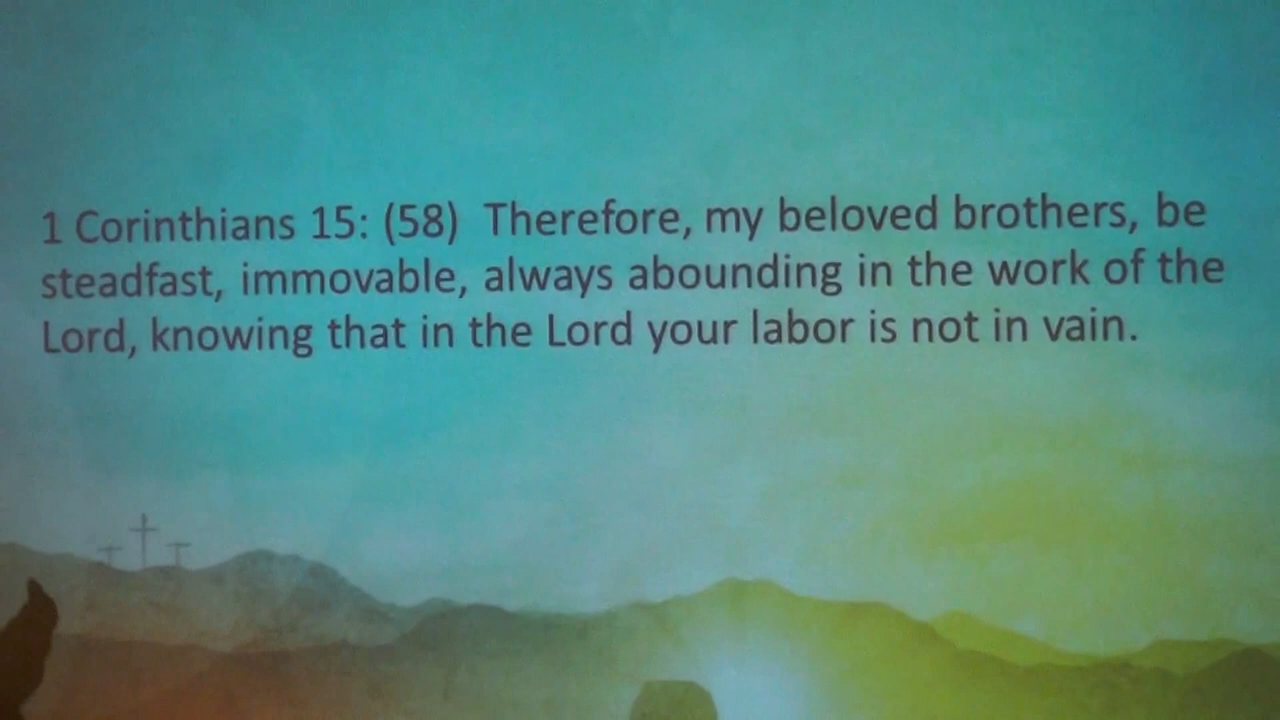 1 Corinthians 15: (58)  Therefore, my beloved brothers, be
steadfast, immovable, always abounding in the work of the
Lord, knowing that in the Lord your labor is not in vain.